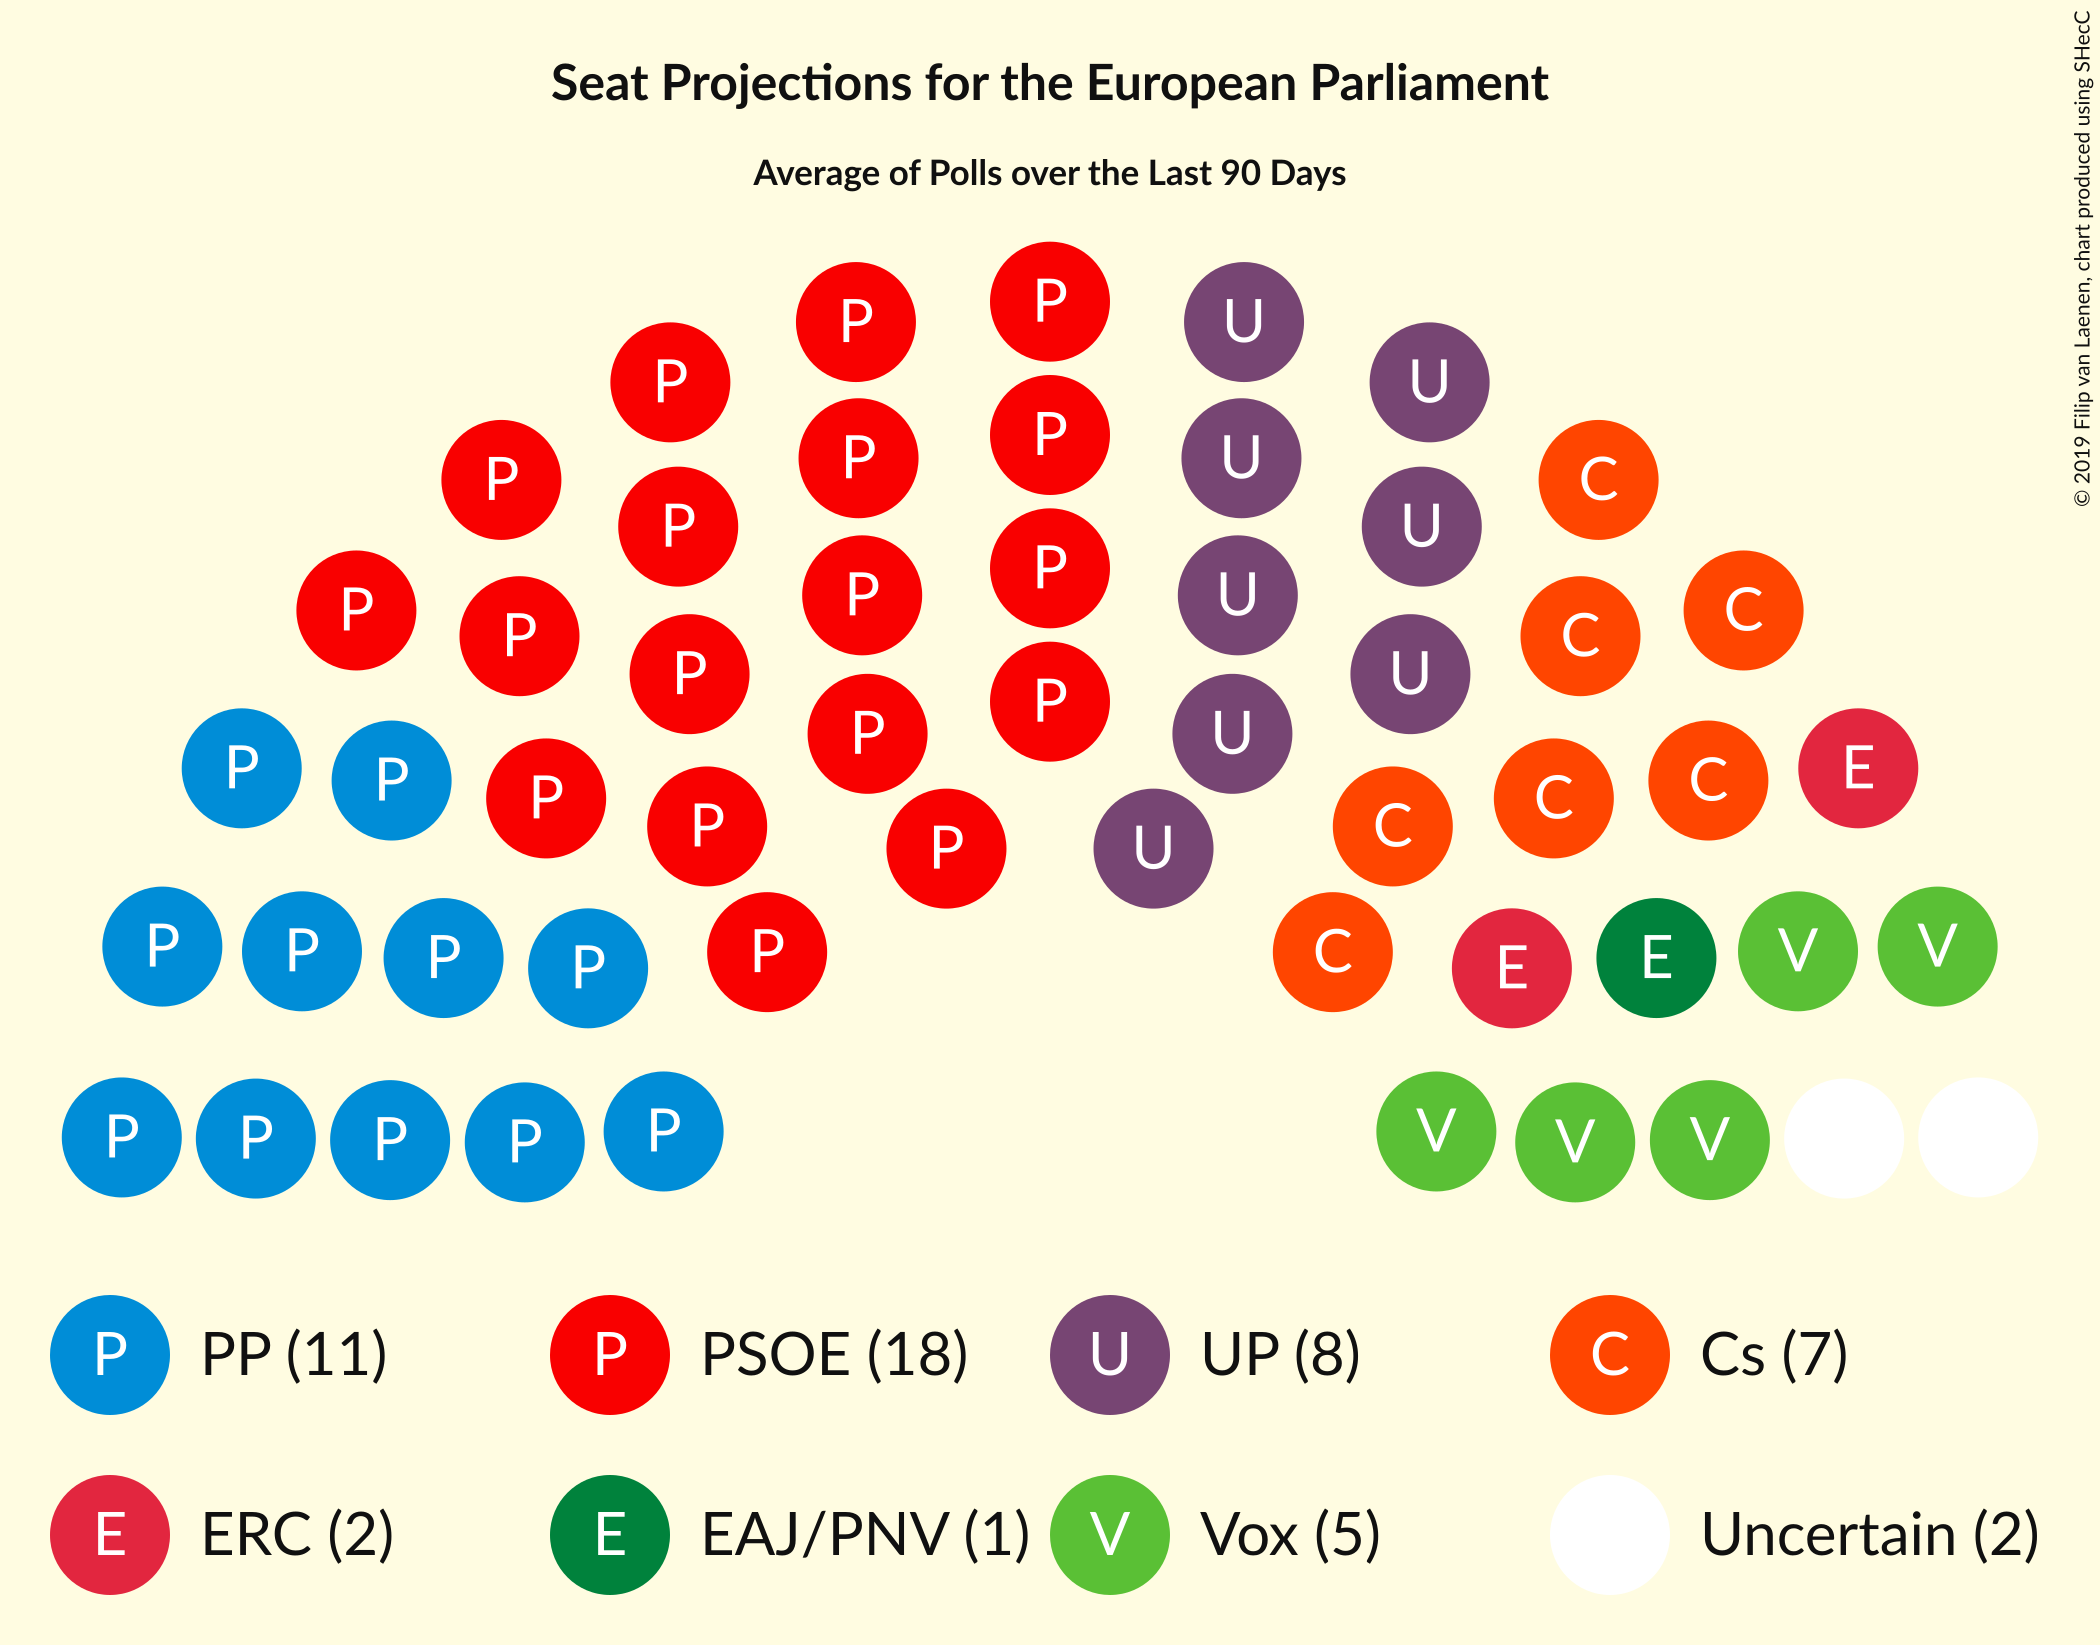 Seat Projections for the European Parliament
Average of Polls over the Last 90 Days
© 2019 Filip van Laenen, chart produced using SHecC
P
P U
P U
P P U
P U U
P C
P P U
P P U C
P P C
P P U
P U
P P E
P P C C
P P C
P U
P P P P P C E E V V
P P P P P V V V
P PP (11) P PSOE (18) U UP (8) C Cs (7)
E ERC (2) E EAJ/PNV (1) V Vox (5) Uncertain (2)